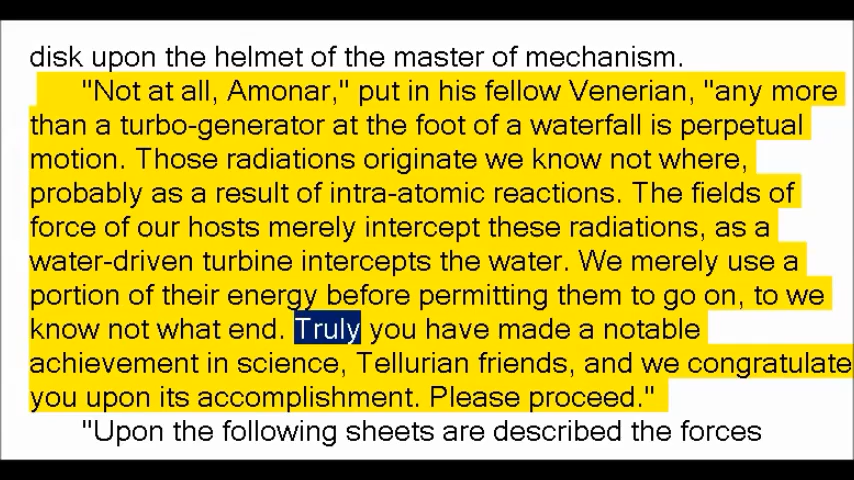 disk upon the helmet of the master of mechanism.
"Not at all, Amonar," put in his fellow Venerian, "any more
than a turbo-generator at the foot of a waterfall is perpetual
motion. Those radiations originate we know not where,
probably as a result of intra-atomic reactions. The fields of
force of our hosts merely intercept these radiations, as a
water-driven turbine intercepts the water. We merely use a
portion of their energy before permitting them to go on, to we
know not what end. Truly you have made a notable
achievement in science, Tellurian friends, and we congratulate
you upon its accomplishment. Please proceed."
"Upon the following sheets are described the forces